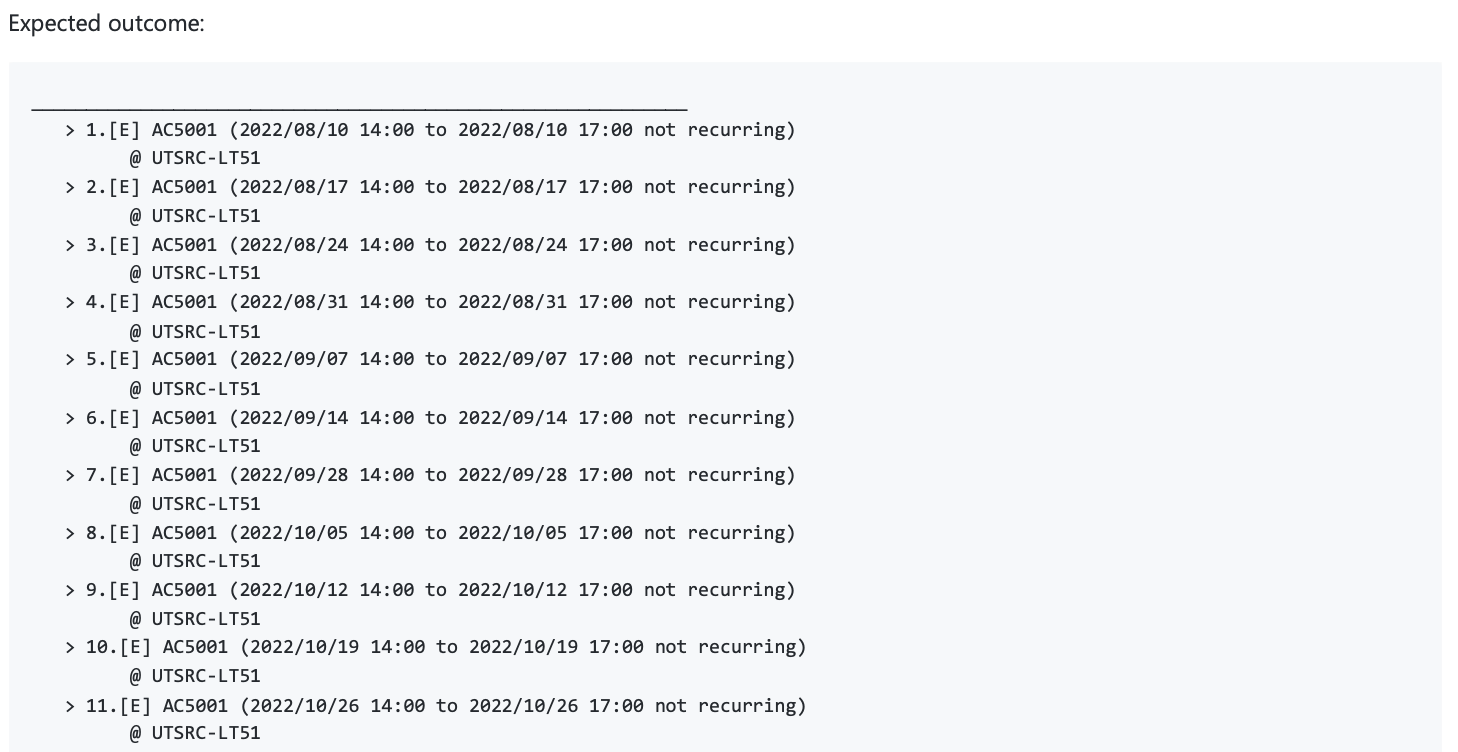 Expected outcome:
____________________________________________________________
> 1.[E] AC5001 (2022/08/10 14:00 to 2022/08/10 17:00 not recurring)
@ UTSRC-LT51
> 2.[E] AC5001 (2022/08/17 14:00 to 2022/08/17 17:00 not recurring)
@ UTSRC-LT51
> 3.[E] AC5001 (2022/08/24 14:00 to 2022/08/24 17:00 not recurring)
@ UTSRC-LT51
> 4.[E] AC5001 (2022/08/31 14:00 to 2022/08/31 17:00 not recurring)
@ UTSRC-LT51
> 5.[E] AC5001 (2022/09/07 14:00 to 2022/09/07 17:00 not recurring)
@ UTSRC-LT51
> 6.[E] AC5001 (2022/09/14 14:00 to 2022/09/14 17:00 not recurring)
@ UTSRC-LT51
> 7.[E] AC5001 (2022/09/28 14:00 to 2022/09/28 17:00 not recurring)
@ UTSRC-LT51
> 8.[E] AC5001 (2022/10/05 14:00 to 2022/10/05 17:00 not recurring)
@ UTSRC-LT51
> 9.[E] AC5001 (2022/10/12 14:00 to 2022/10/12 17:00 not recurring)
@ UTSRC-LT51
> 10.[E] AC5001 (2022/10/19 14:00 to 2022/10/19 17:00 not recurring)
@ UTSRC-LT51
> 11.[E] AC5001 (2022/10/26 14:00 to 2022/10/26 17:00 not recurring)
@ UTSRC-LT51